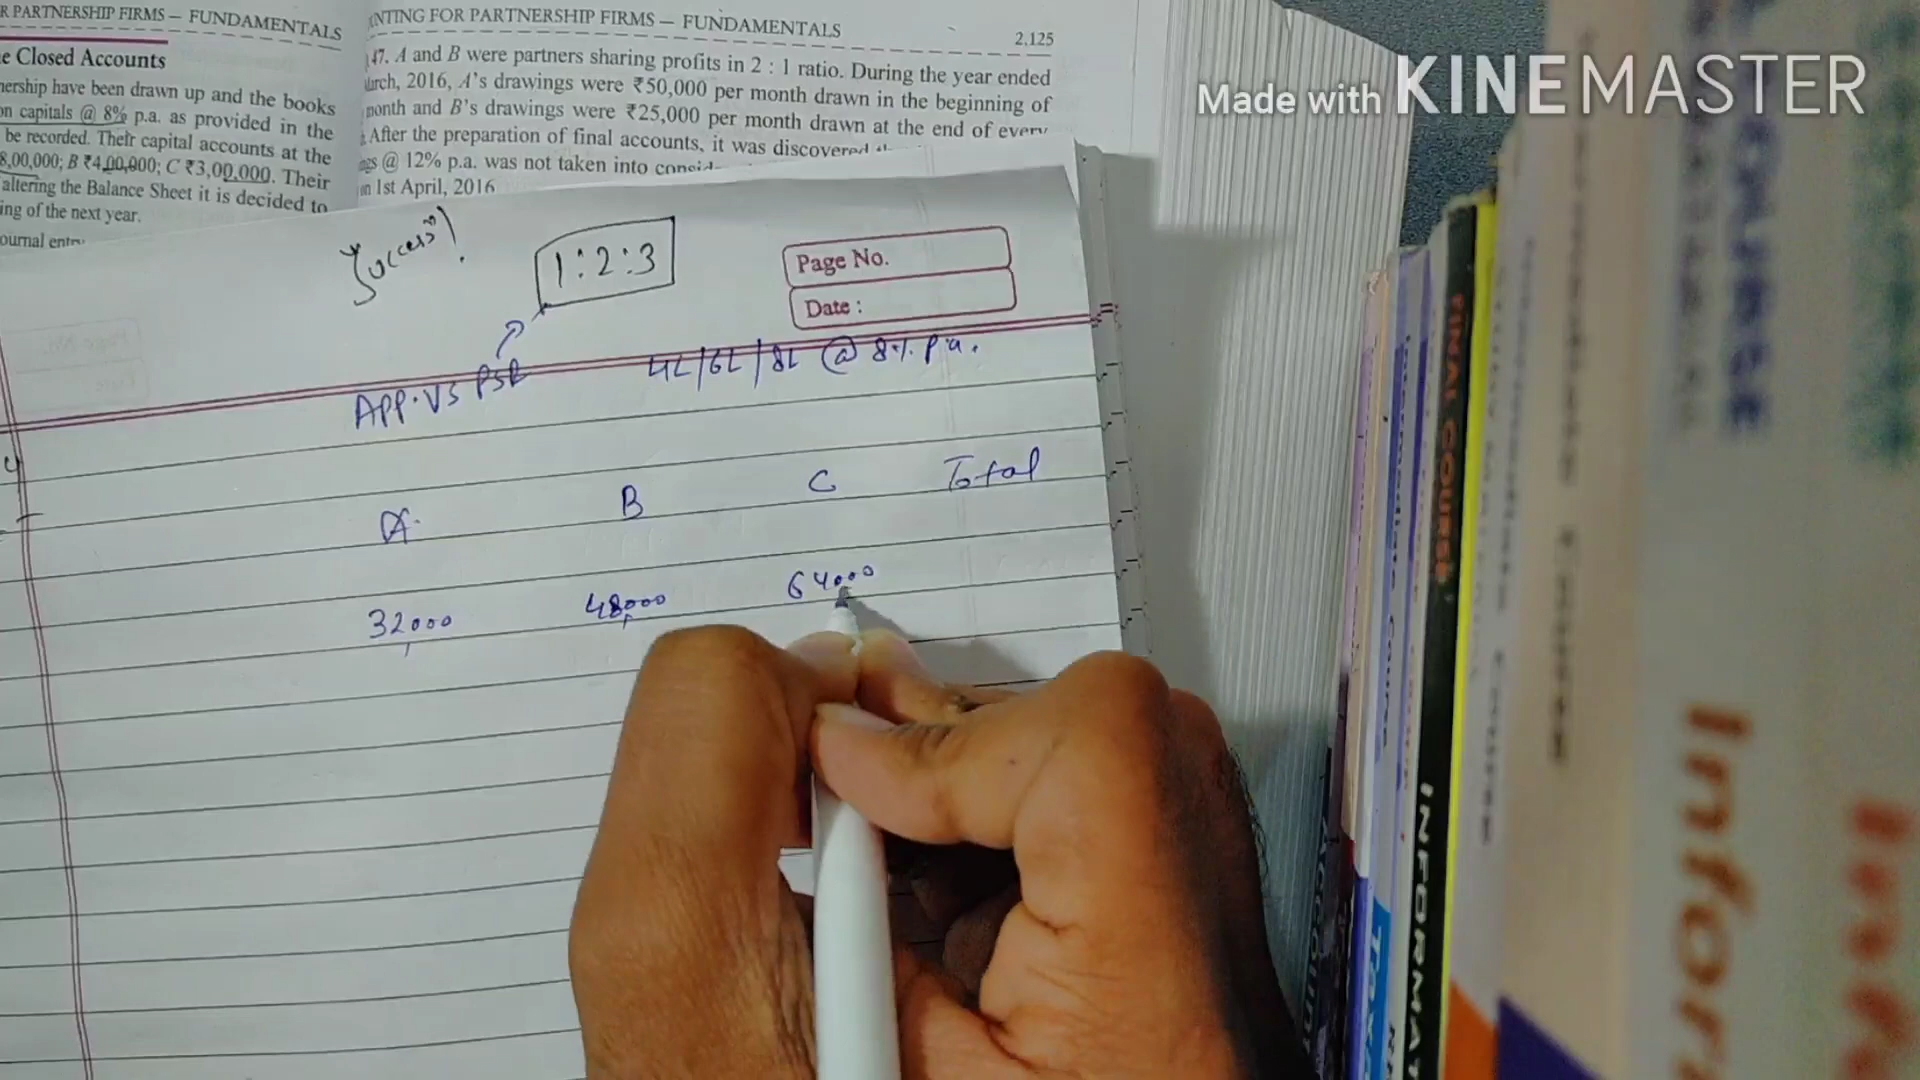 R PARTNERSHIP FIRMS – FUNDAMENTALS
e Closed Accounts
nership have been drawn up and the books
on capitals @ 8% p.a. as provided in the
be recorded. Their capital accounts at the
8,00,000; B ₹4,00,000; C ₹3,00,000. Their
altering the Balance Sheet it is decided to
ing of the next year.
ournal entry
NTING FOR PARTNERSHIP FIRMS – FUNDAMENTALS
2,125
47. A and B were partners sharing profits in 2 : 1 ratio. During the year ended
March, 2016, A's drawings were ₹50,000 per month drawn in the beginning of
month and B's drawings were ₹25,000 per month drawn at the end of every
After the preparation of final accounts, it was discovered
ngs @ 12% p.a. was not taken into
on 1st April, 2016
Made with KINEMASTER
Success!
1:2:3
Page No.
Date :
APP. VS PSR
4L/6L/8L @ 8% p.a.
A B C Total
32000 48000 64000
FINAL COURSE
INFORMAT
Infor